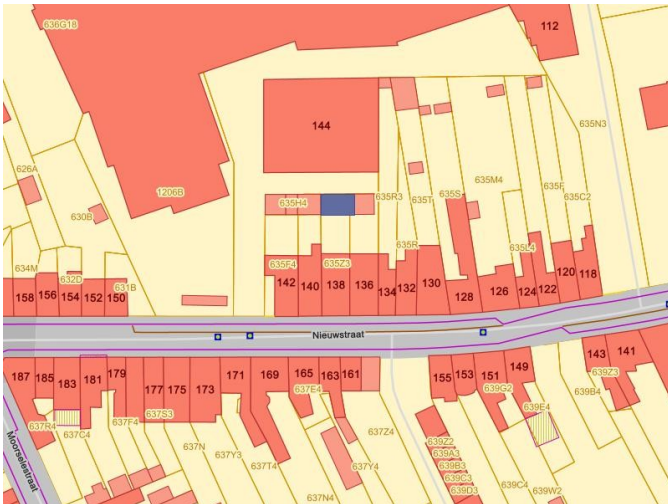 636G18
112
144
635N3
626A
635H4
635R3
635T
635S
635M4
635F
635C2
1206B
630B
634M
632D
631B
635F4
635Z3
635R
635L4
158
156
154
152
150
142
140
138
136
134
132
130
128
126
124
122
120
118
Nieuwstraat
187
185
183
181
179
177
175
173
171
169
165
163
161
155
153
151
149
143
141
637R4
637C4
637F4
637S3
637E4
639G2
639Z3
637N
637Y3
637T4
637N4
637Y4
637Z4
639Z2
639A3
639B3
639C3
639D3
639C4
639W2
639E4
639B4
Moorselestraat